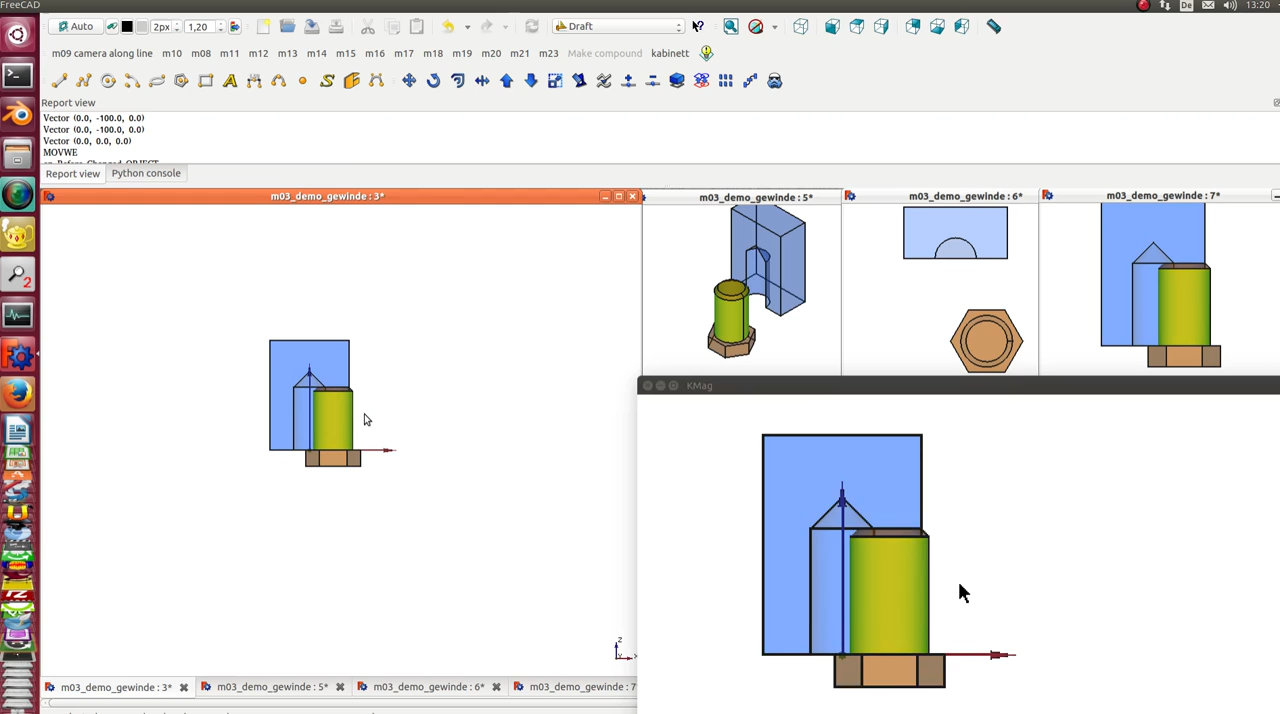 FreeCAD
De 13:20
Auto 2px 1,20 Draft
m09 camera along line m10 m08 m11 m12 m13 m14 m15 m16 m17 m18 m19 m20 m21 m23 Make compound kabinett
Report view
Vector (0.0, -100.0, 0.0)
Vector (0.0, -100.0, 0.0)
Vector (0.0, 0.0, 0.0)
MOVWE
Report view Python console
m03_demo_gewinde : 3*
m03_demo_gewinde : 5*
m03_demo_gewinde : 6*
m03_demo_gewinde : 7*
KMag
z
m03_demo_gewinde : 3* m03_demo_gewinde : 5* m03_demo_gewinde : 6* m03_demo_gewinde : 7